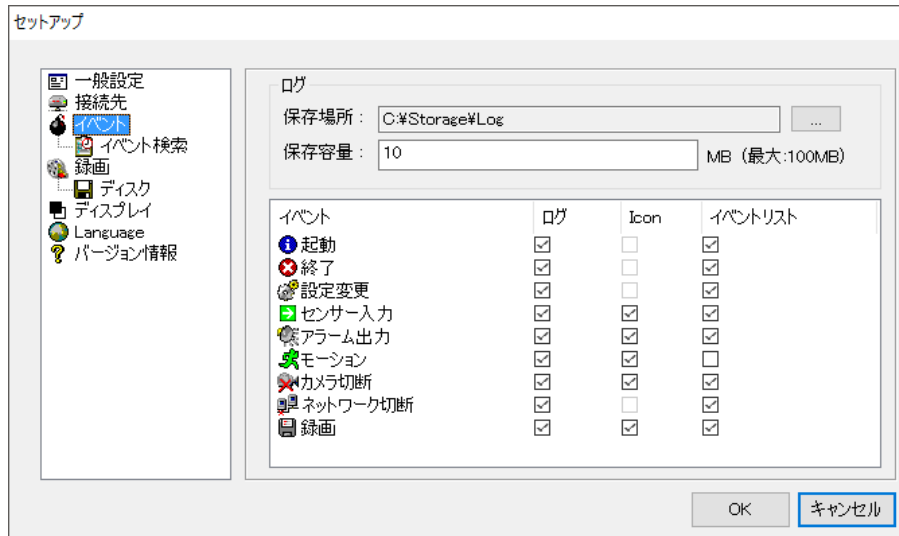 セットアップ
一般設定
接続先
イベント
イベント検索
録画
ディスク
ディスプレイ
Language
バージョン情報
ログ
保存場所: C:¥Storage¥Log ...
保存容量: 10 MB (最大:100MB)
イベント ログ Icon イベントリスト
起動
終了
設定変更
センサー入力
アラーム出力
モーション
カメラ切断
ネットワーク切断
録画
OK キャンセル